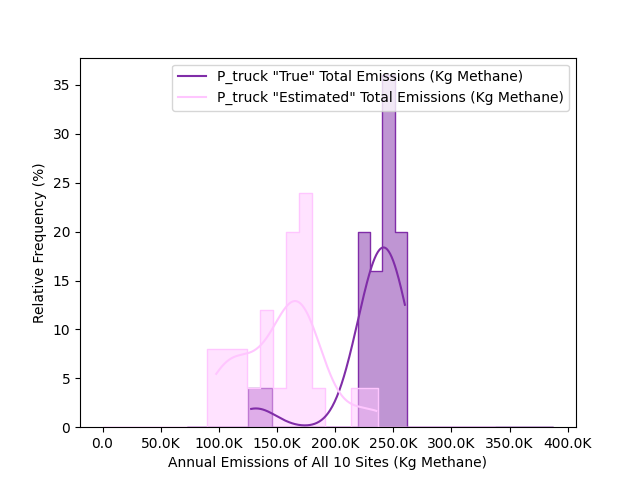 P_truck "True" Total Emissions (Kg Methane)
P_truck "Estimated" Total Emissions (Kg Methane)
Relative Frequency (%)
35
30
25
20
15
10
5
0
0.0 50.0K 100.0K 150.0K 200.0K 250.0K 300.0K 350.0K 400.0K
Annual Emissions of All 10 Sites (Kg Methane)